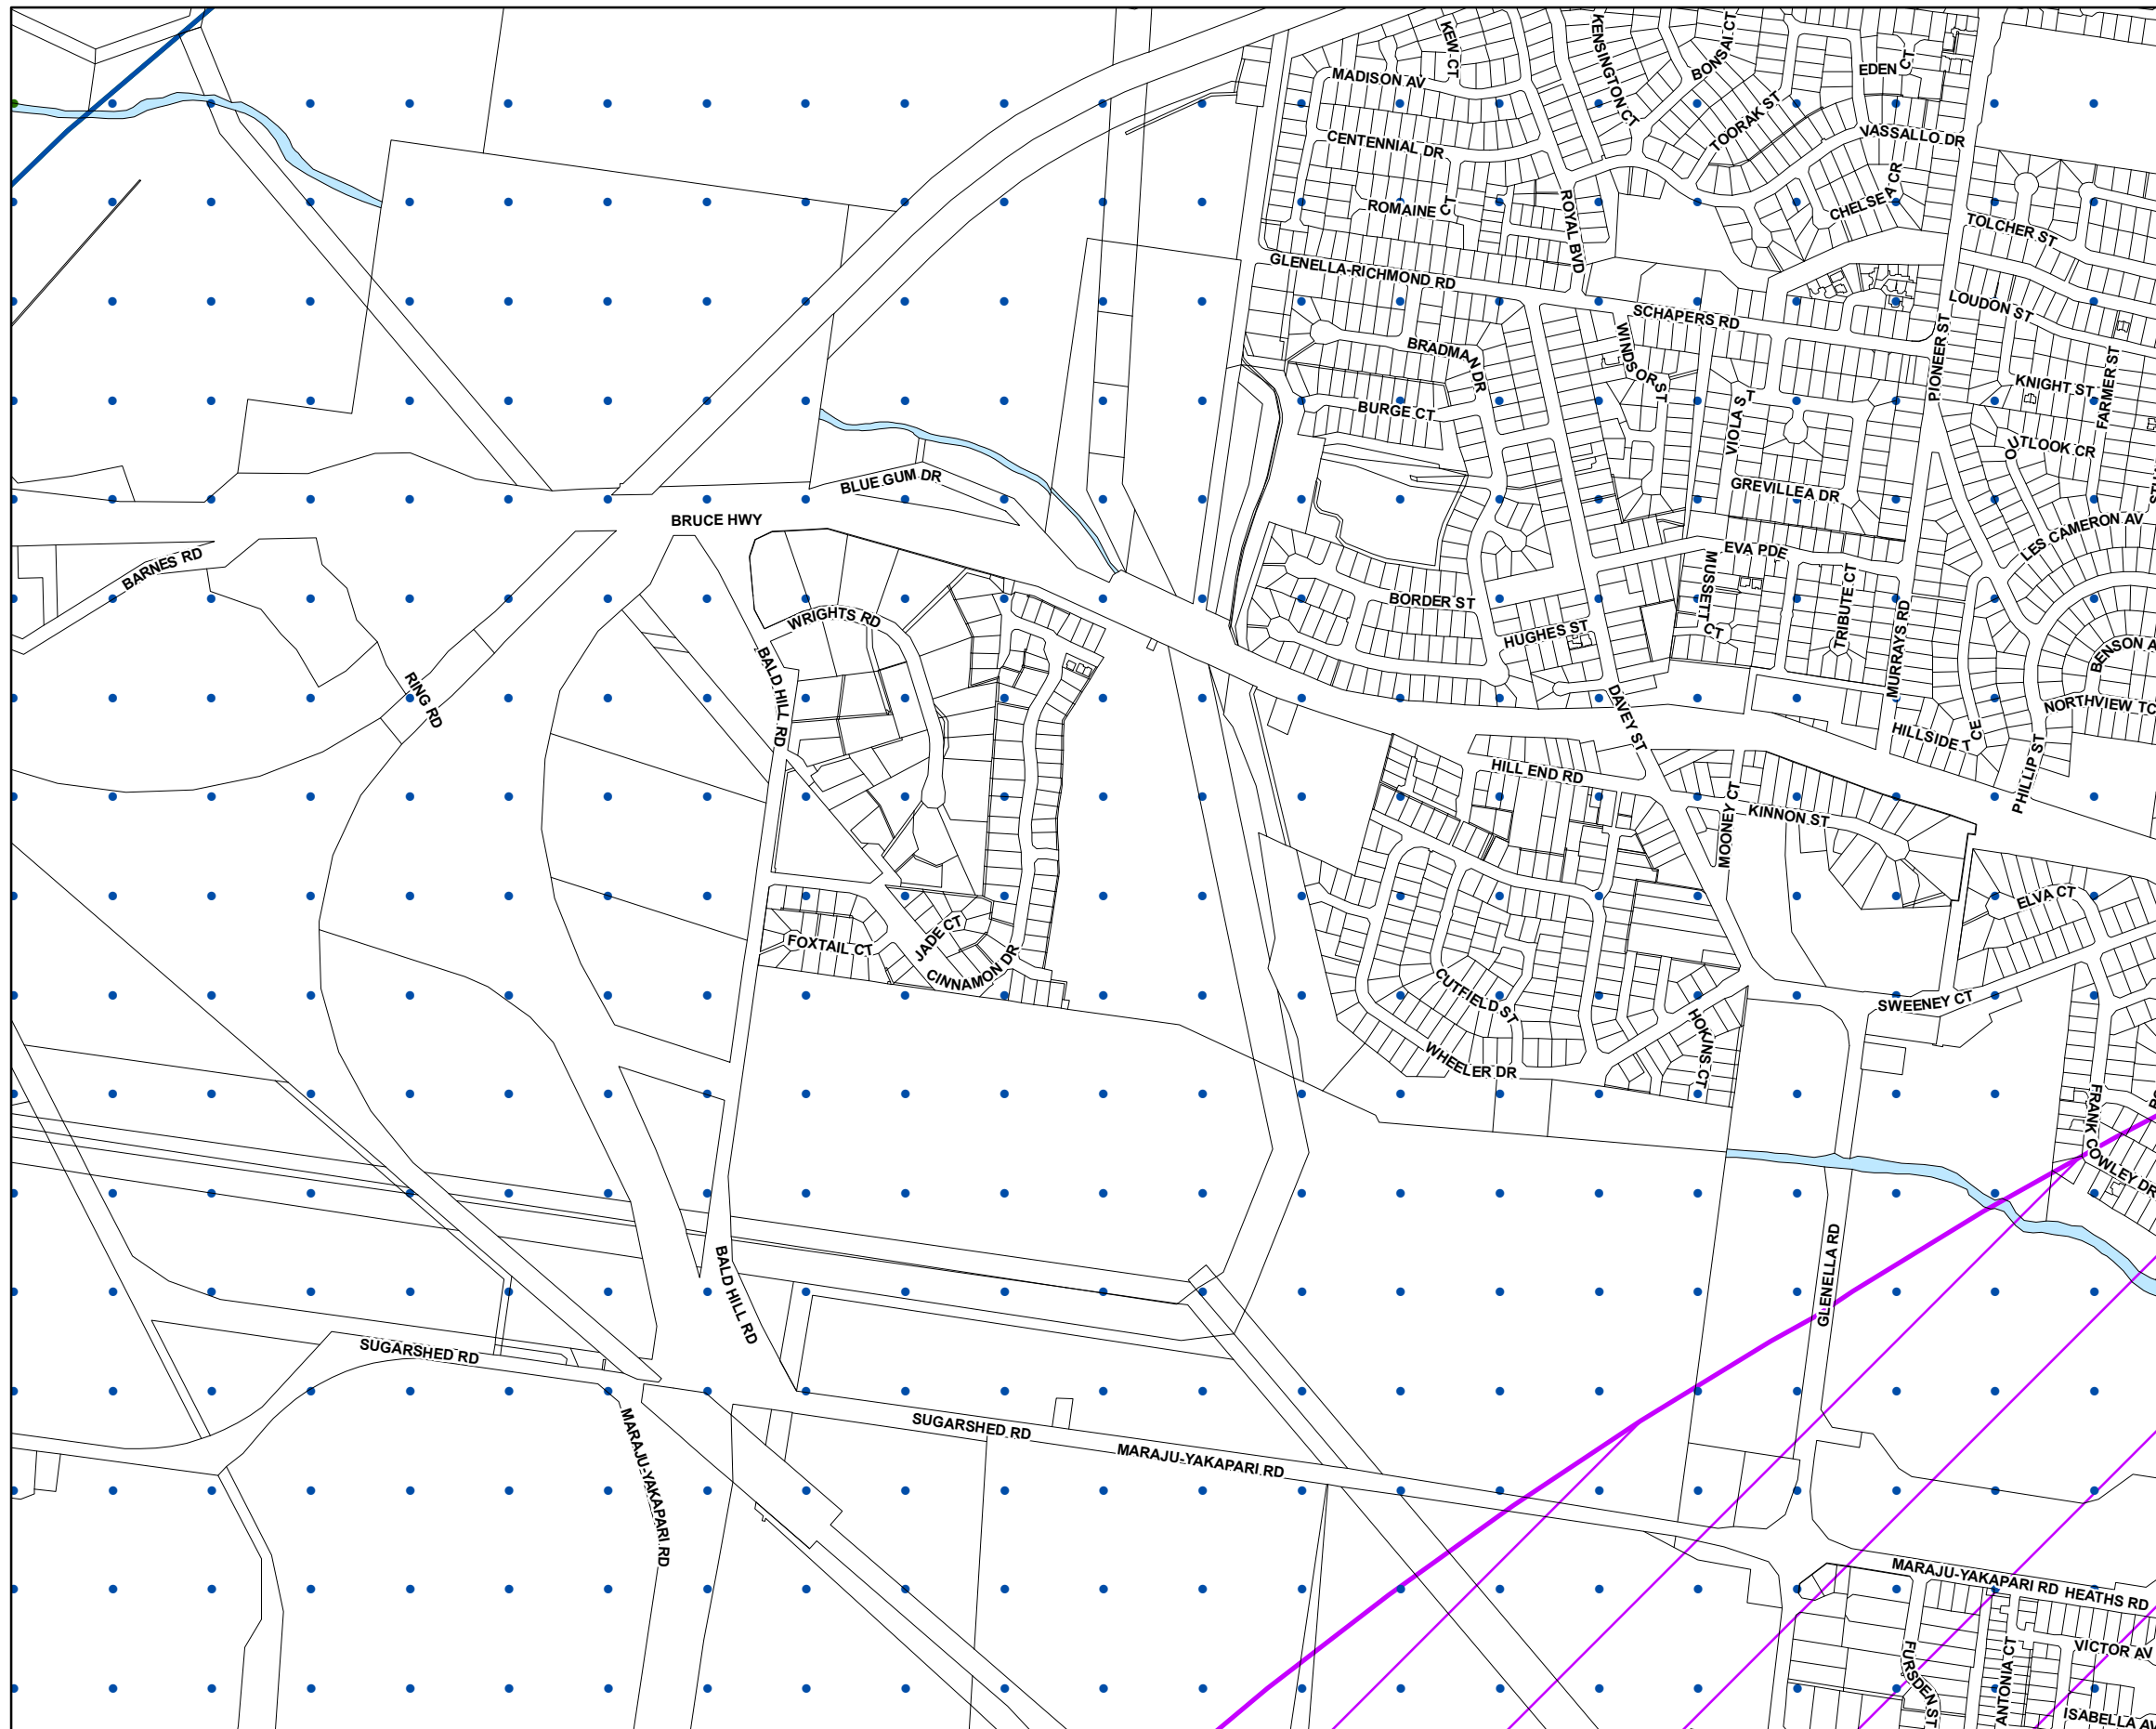 KEW CT
KENSINGTON CT
BONSAI CT
EDEN CT
MADISON AV
TOORAK ST
VASSALLO DR
CENTENNIAL DR
CHELSEA CR
ROMAINE CT
ROYAL BVD
TOLCHER ST
GLENELLA-RICHMOND RD
LOUDON ST
SCHAPERS RD
PIONEER ST
WINDSOR ST
BRADMAN DR
KNIGHT ST
FARMER ST
BURGE CT
VIOLA ST
OUTLOOK CR
BLUE GUM DR
GREVILLEA DR
BRUCE HWY
LES CAMERON AV
BARNES RD
EVA PDE
MUSSETT CT
TRIBUTE CT
BORDER ST
WRIGHTS RD
HUGHES ST
MURRAYS RD
BENSON A
BALD HILL RD
RING RD
DAVEY ST
NORTHVIEW TC
HILLSIDE TCE
PHILLIP ST
HILL END RD
MOONEY CT
KINNON ST
ELVA CT
FOXTAIL CT
JADE CT
CINNAMON DR
CUTFIELD ST
SWEENEY CT
HOKINS CT
WHEELER DR
FRANK COWLEY DR
GLENELLA RD
BALD HILL RD
SUGARSHED RD
SUGARSHED RD
MARAJU-YAKAPARI RD
MARAJU-YAKAPARI RD
MARAJU-YAKAPARI RD
HEATHS RD
VICTOR AV
FURSDEN ST
ANTONIA CT
ISABELLA AV